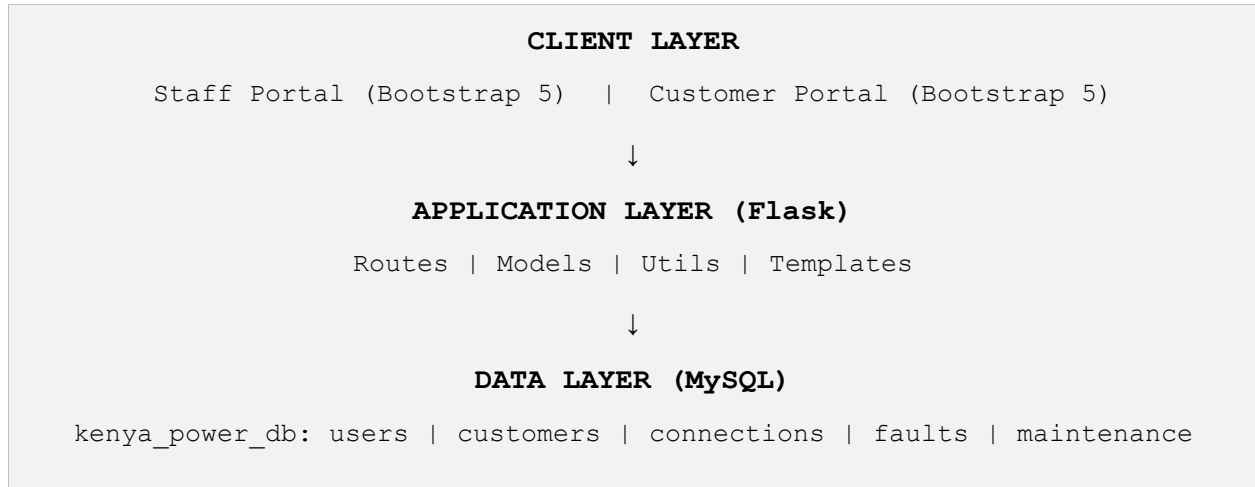 CLIENT LAYER
Staff Portal (Bootstrap 5) | Customer Portal (Bootstrap 5)
↓
APPLICATION LAYER (Flask)
Routes | Models | Utils | Templates
↓
DATA LAYER (MySQL)
kenya_power_db: users | customers | connections | faults | maintenance